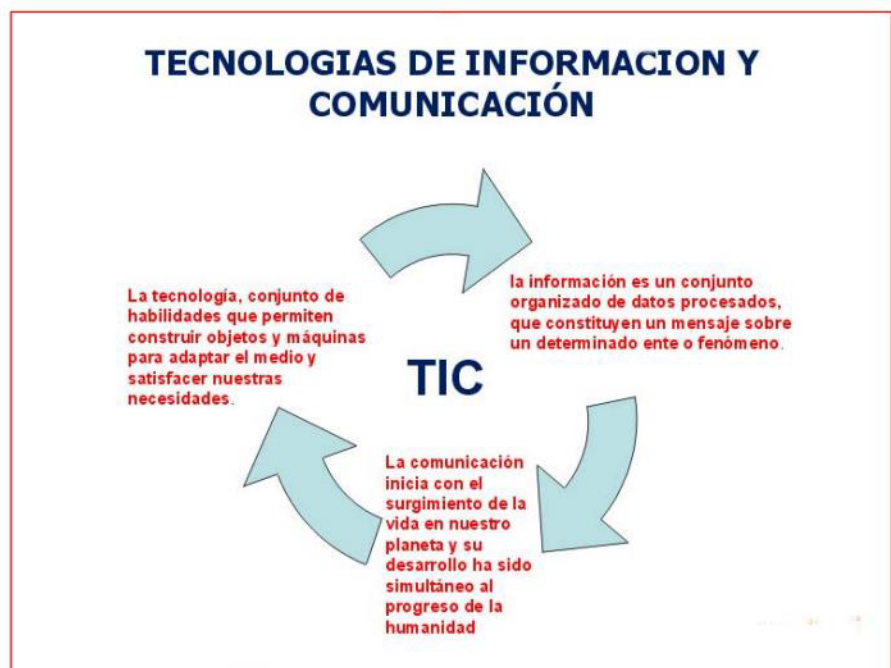 TECNOLOGIAS DE INFORMACION Y
COMUNICACIÓN
La tecnología, conjunto de
habilidades que permiten
construir objetos y máquinas
para adaptar el medio y
satisfacer nuestras
necesidades.
la información es un conjunto
organizado de datos procesados,
que constituyen un mensaje sobre
un determinado ente o fenómeno.
TIC
La comunicación
inicia con el
surgimiento de la
vida en nuestro
planeta y su
desarrollo ha sido
simultáneo al
progreso de la
humanidad